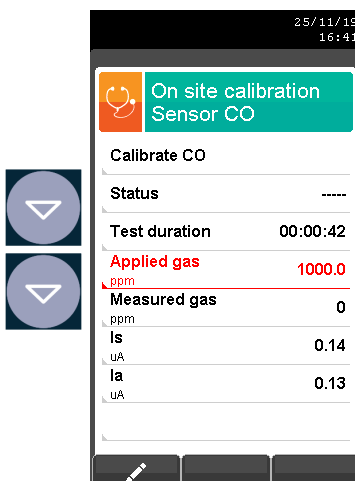 25/11/19
16:41
On site calibration
Sensor CO
Calibrate CO
Status -----
Test duration 00:00:42
Applied gas 1000.0
ppm
Measured gas 0
ppm
Is 0.14
uA
Ia 0.13
uA